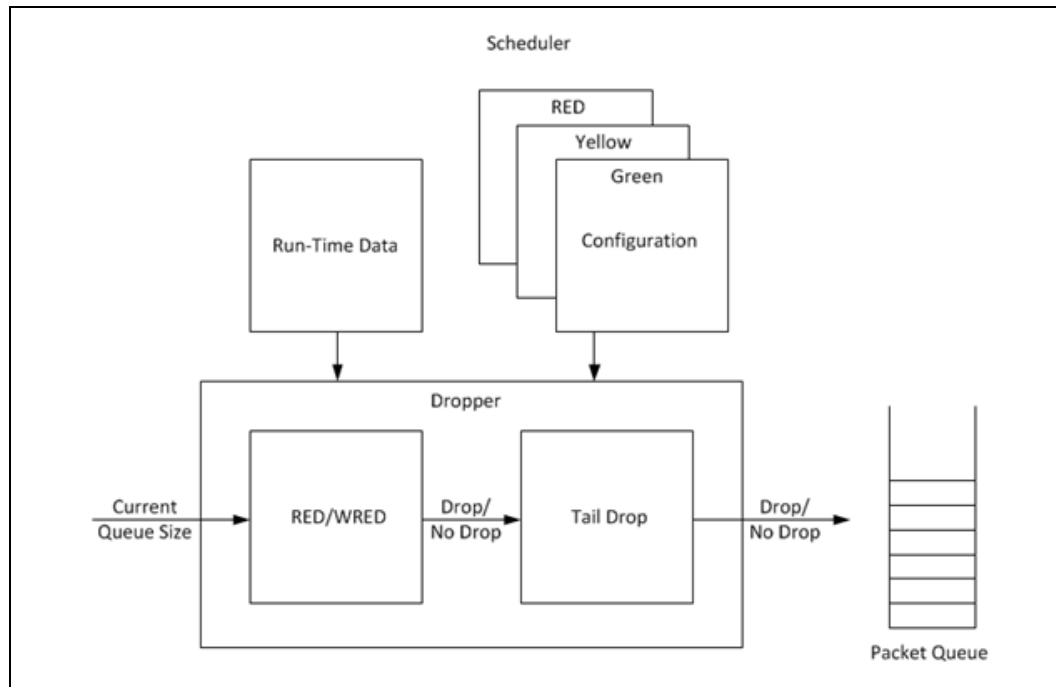 Scheduler
RED
Yellow
Green
Configuration
Run-Time Data
Dropper
Current
Queue Size
RED/WRED
Drop/
No Drop
Tail Drop
Drop/
No Drop
Packet Queue